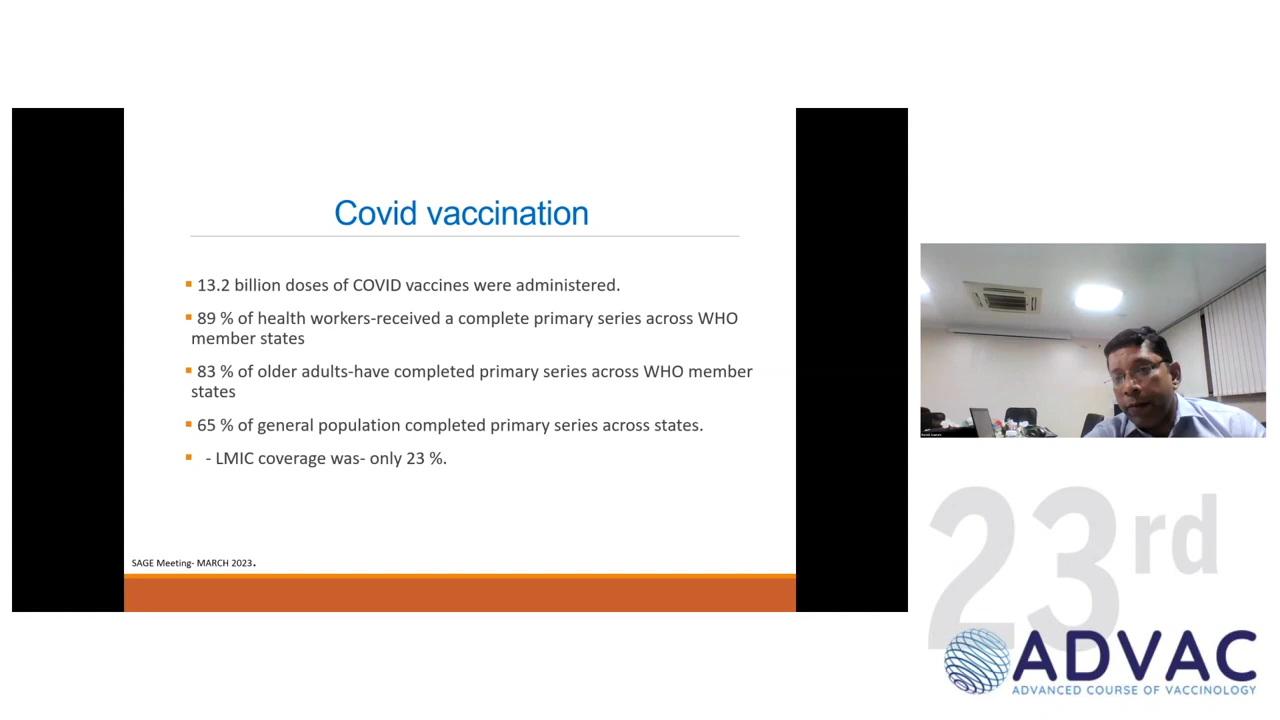 Covid vaccination
▪ 13.2 billion doses of COVID vaccines were administered.
▪ 89 % of health workers-received a complete primary series across WHO
member states
▪ 83 % of older adults-have completed primary series across WHO member
states
▪ 65 % of general population completed primary series across states.
▪ - LMIC coverage was- only 23 %.
SAGE Meeting- MARCH 2023.
23rd
ADVAC
ADVANCED COURSE OF VACCINOLOGY